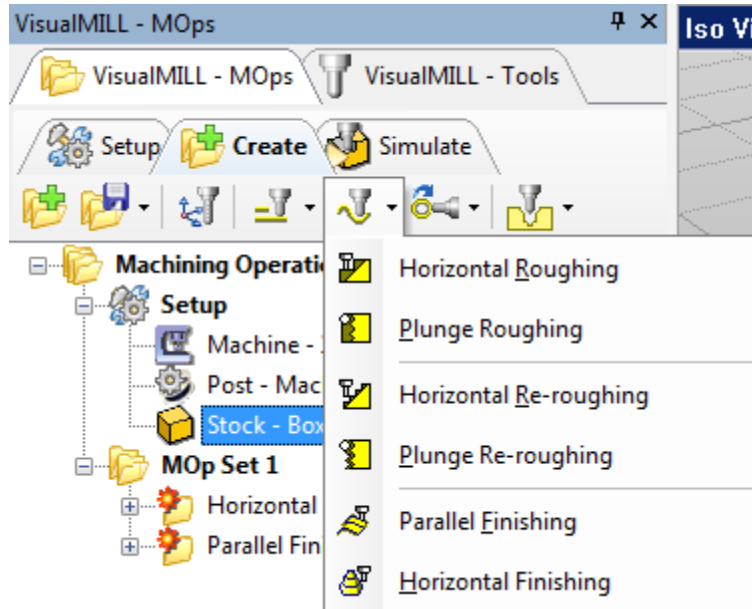 VisualMILL - MOps
Iso Vi
VisualMILL - MOps VisualMILL - Tools
Setup Create Simulate
Machining Operati
Setup
Machine -
Post - Mac
Stock - Box
MOp Set 1
Horizontal
Parallel Fin
Horizontal Roughing
Plunge Roughing
Horizontal Re-roughing
Plunge Re-roughing
Parallel Finishing
Horizontal Finishing